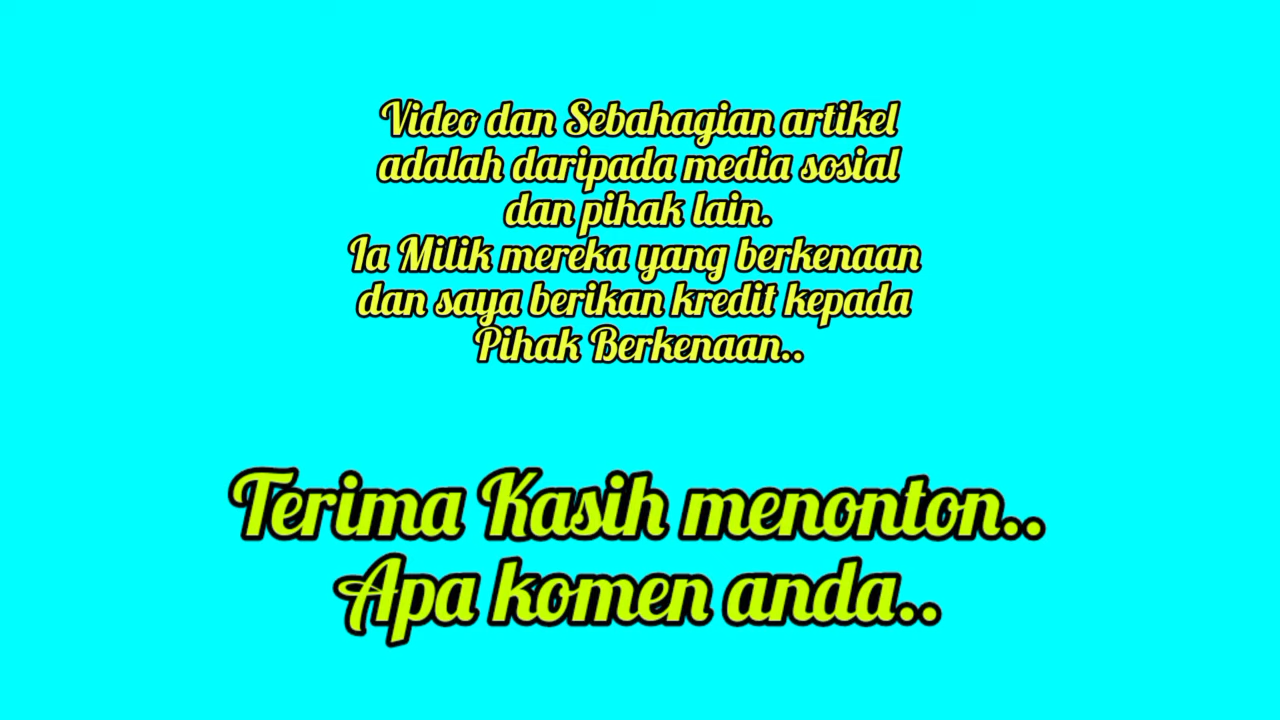 Video dan Sebahagian artikel
adalah daripada media sosial
dan pihak lain.
Ia Milik mereka yang berkenaan
dan saya berikan kredit kepada
Pihak Berkenaan..
Terima Kasih menonton..
Apa komen anda..